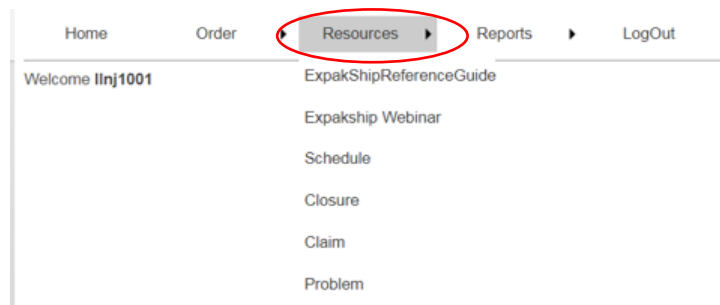 Home Order Resources Reports LogOut
Welcome llnj1001 ExpakShipReferenceGuide
Expakship Webinar
Schedule
Closure
Claim
Problem